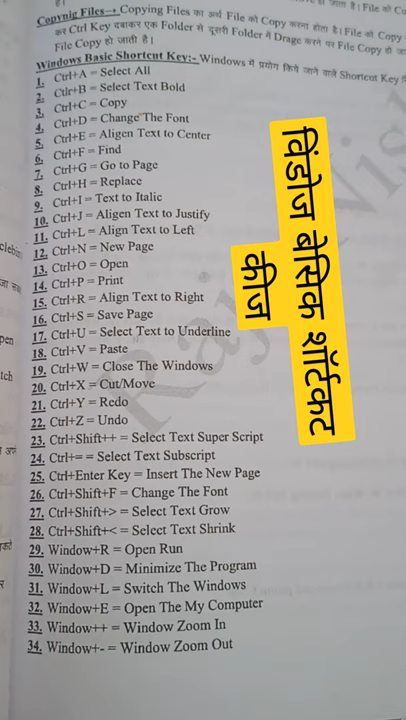 है।
Copynig Files→ Copying Files का अर्थ File को Copy करना होता है। File को Copy
कर Ctrl Key दबाकर एक Folder से दूसरी Folder में Drage करने पर File Copy हो जा
File Copy हो जाती है।
Windows Basic Shortcut Key:- Windows में प्रयोग किये जाने वाले Shortcut Key
1. Ctrl+A = Select All
2. Ctlr+B = Select Text Bold
3. Ctrl+C = Copy
4. Ctrl+D = Change The Font
5. Ctrl+E = Aligen Text to Center
6. Ctrl+F = Find
7. Ctrl+G = Go to Page
8. Ctrl+H = Replace
9. Ctrl+I = Text to Italic
10. Ctrl+J = Aligen Text to Justify
11. Ctrl+L = Align Text to Left
12. Ctrl+N = New Page
13. Ctrl+O = Open
14. Ctrl+P = Print
15. Ctrl+R = Align Text to Right
16. Ctrl+S = Save Page
17. Ctrl+U = Select Text to Underline
18. Ctrl+V = Paste
19. Ctrl+W = Close The Windows
20. Ctrl+X = Cut/Move
21. Ctrl+Y = Redo
22. Ctrl+Z = Undo
23. Ctrl+Shift++ = Select Text Super Script
24. Ctrl+= = Select Text Subscript
25. Ctrl+Enter Key = Insert The New Page
26. Ctrl+Shift+F = Change The Font
27. Ctrl+Shift+> = Select Text Grow
28. Ctrl+Shift+< = Select Text Shrink
29. Window+R = Open Run
30. Window+D = Minimize The Program
31. Window+L = Switch The Windows
32. Window+E = Open The My Computer
33. Window++ = Window Zoom In
34. Window+- = Window Zoom Out
विंडोज बेसिक शॉर्टकट
कीज